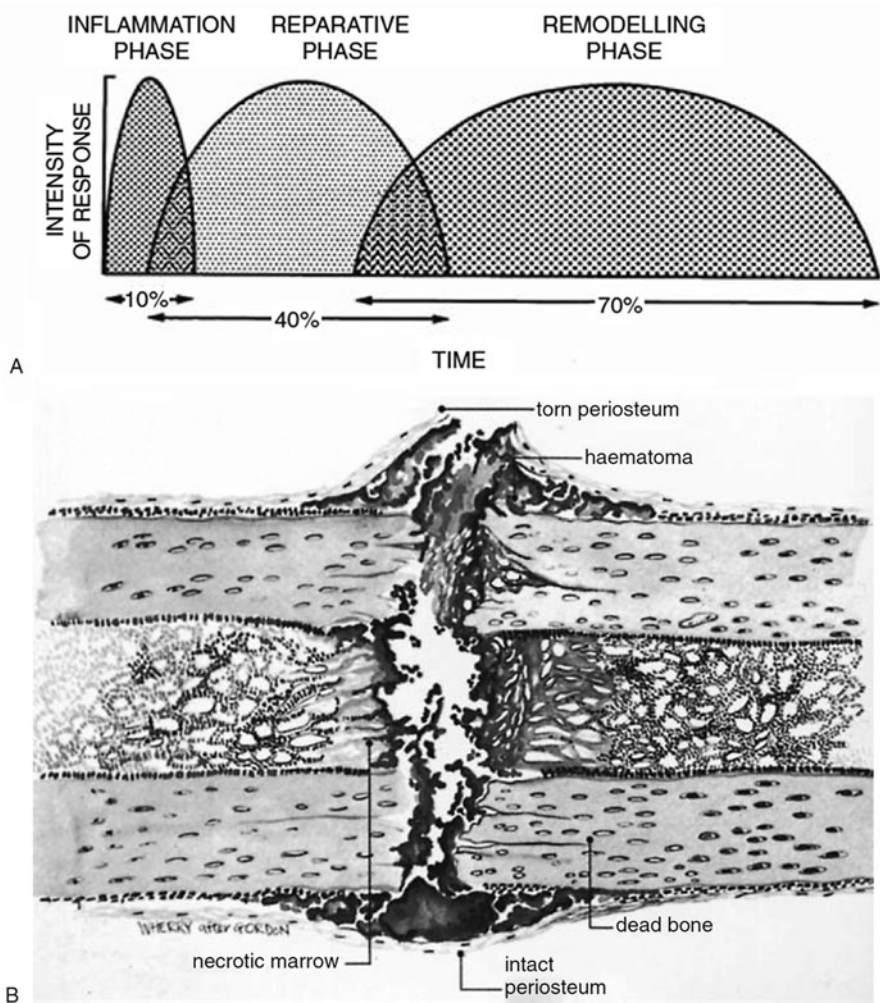 INFLAMMATION PHASE
REPARATIVE PHASE
REMODELLING PHASE
INTENSITY OF RESPONSE
10%
40%
70%
TIME
A
torn periosteum
haematoma
WHERRY after GORDON
dead bone
necrotic marrow
intact periosteum
B